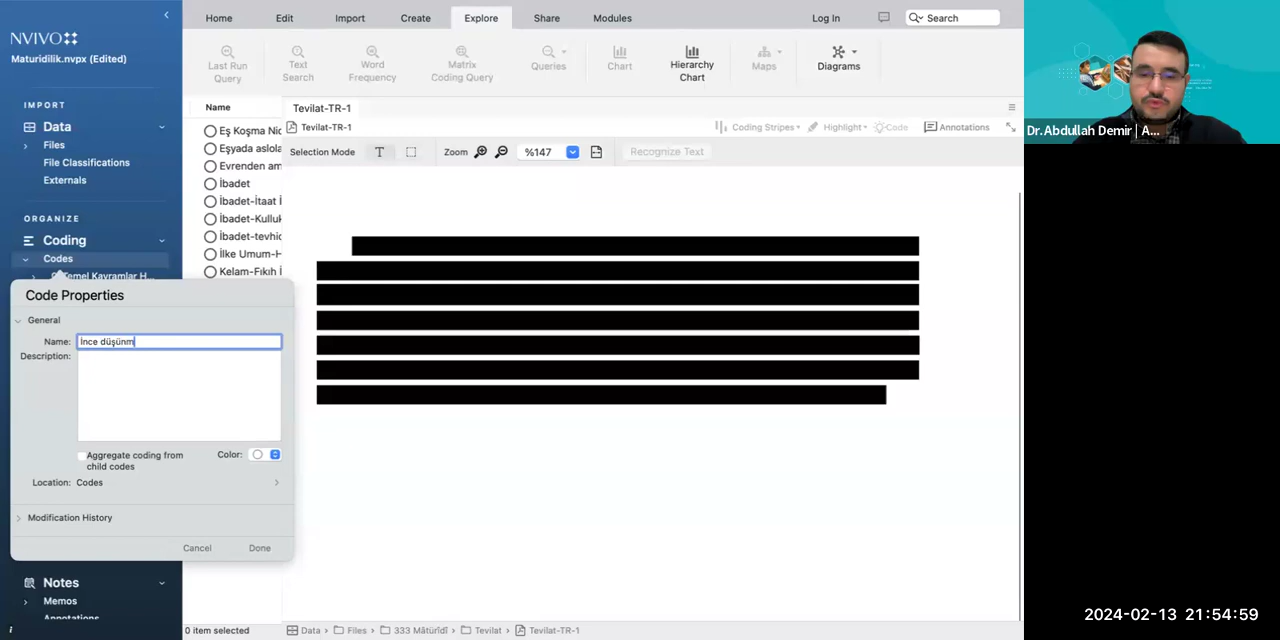 Home Edit Import Create Explore Share Modules Log In Search
NVIVO
Maturidilik.nvpx (Edited)
Last Run Query
Text Search
Word Frequency
Matrix Coding Query
Queries
Chart
Hierarchy Chart
Maps
Diagrams
IMPORT
Data
Files
File Classifications
Externals
ORGANIZE
Coding
Codes
Name
Eş Koşma Nic
Eşyada aslola
Evrenden am
İbadet
İbadet-İtaat İ
İbadet-Kulluk
İbadet-tevhic
İlke Umum-H
Kelam-Fıkıh İ
Tevilat-TR-1
Tevilat-TR-1
Coding Stripes Highlight Code Annotations
Selection Mode T Zoom %147 Recognize Text
Code Properties
General
Name: İnce düşünm
Description:
Aggregate coding from child codes
Color:
Location: Codes
Modification History
Cancel Done
Notes
Memos
Annotations
0 item selected
Data Files 333 Mâtürîdî Tevilat Tevilat-TR-1
Dr.Abdullah Demir | A...
2024-02-13 21:54:59